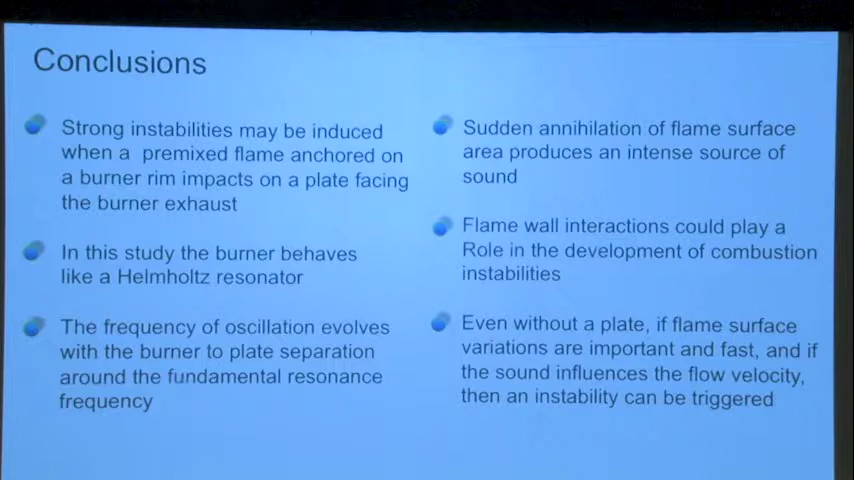 Conclusions
Strong instabilities may be induced
when a premixed flame anchored on
a burner rim impacts on a plate facing
the burner exhaust
In this study the burner behaves
like a Helmholtz resonator
The frequency of oscillation evolves
with the burner to plate separation
around the fundamental resonance
frequency
Sudden annihilation of flame surface
area produces an intense source of
sound
Flame wall interactions could play a
Role in the development of combustion
instabilities
Even without a plate, if flame surface
variations are important and fast, and if
the sound influences the flow velocity,
then an instability can be triggered